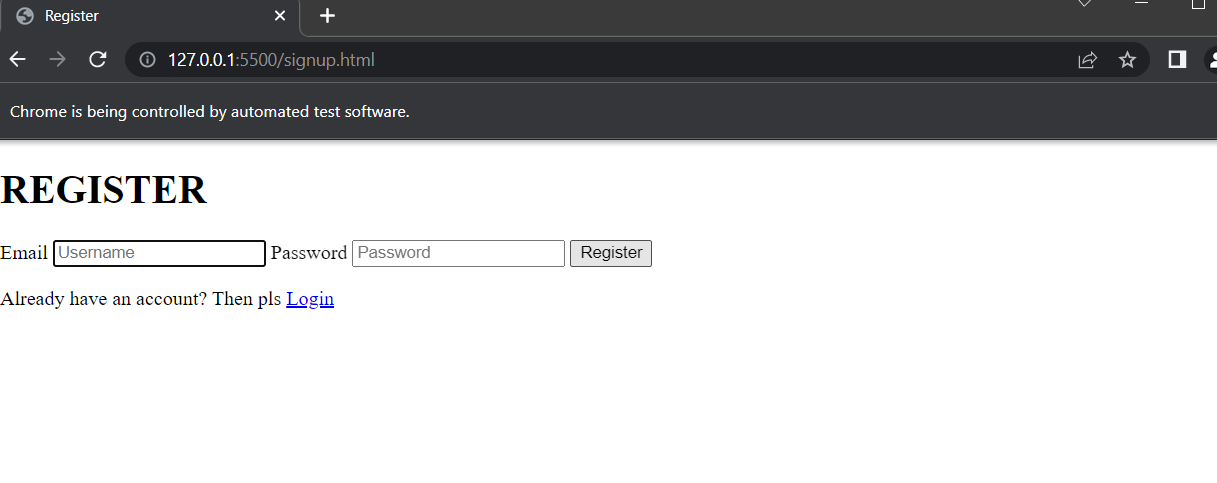 Register
127.0.0.1:5500/signup.html
Chrome is being controlled by automated test software.
REGISTER
Email Username Password Password Register
Already have an account? Then pls Login